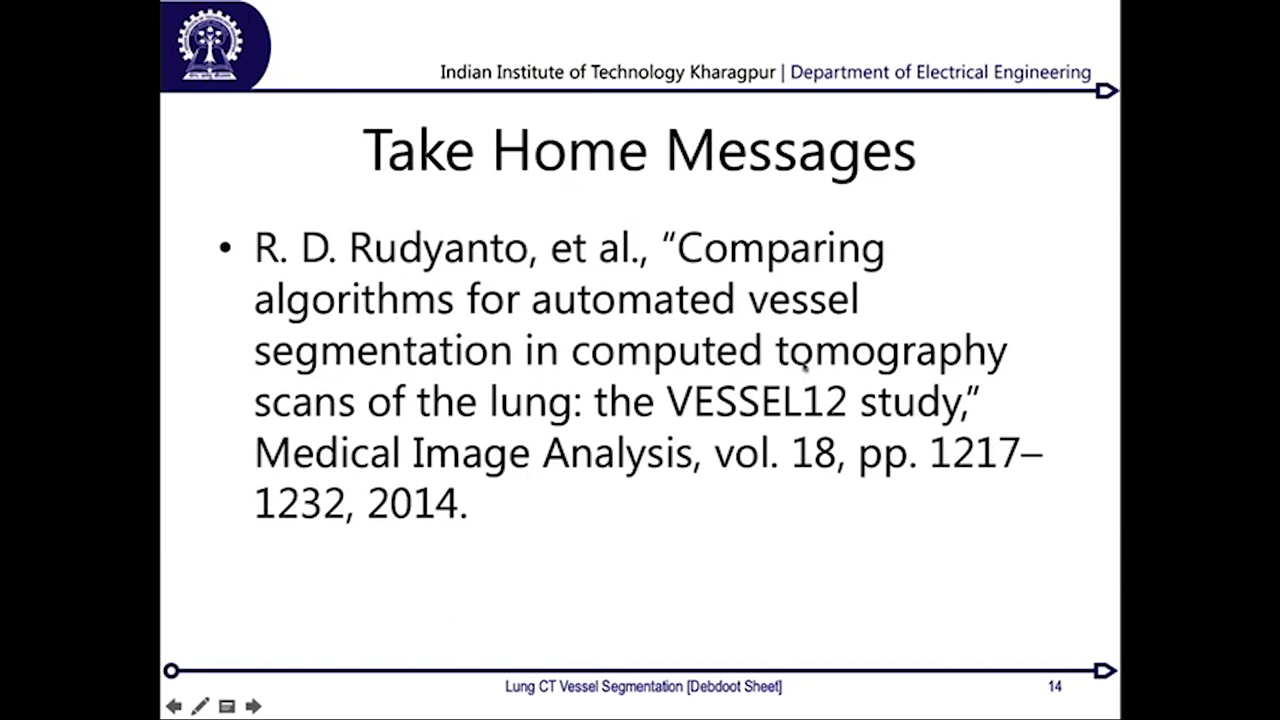 Indian Institute of Technology Kharagpur | Department of Electrical Engineering
Take Home Messages
• R. D. Rudyanto, et al., “Comparing
algorithms for automated vessel
segmentation in computed tomography
scans of the lung: the VESSEL12 study,”
Medical Image Analysis, vol. 18, pp. 1217–
1232, 2014.
Lung CT Vessel Segmentation [Debdoot Sheet]
14